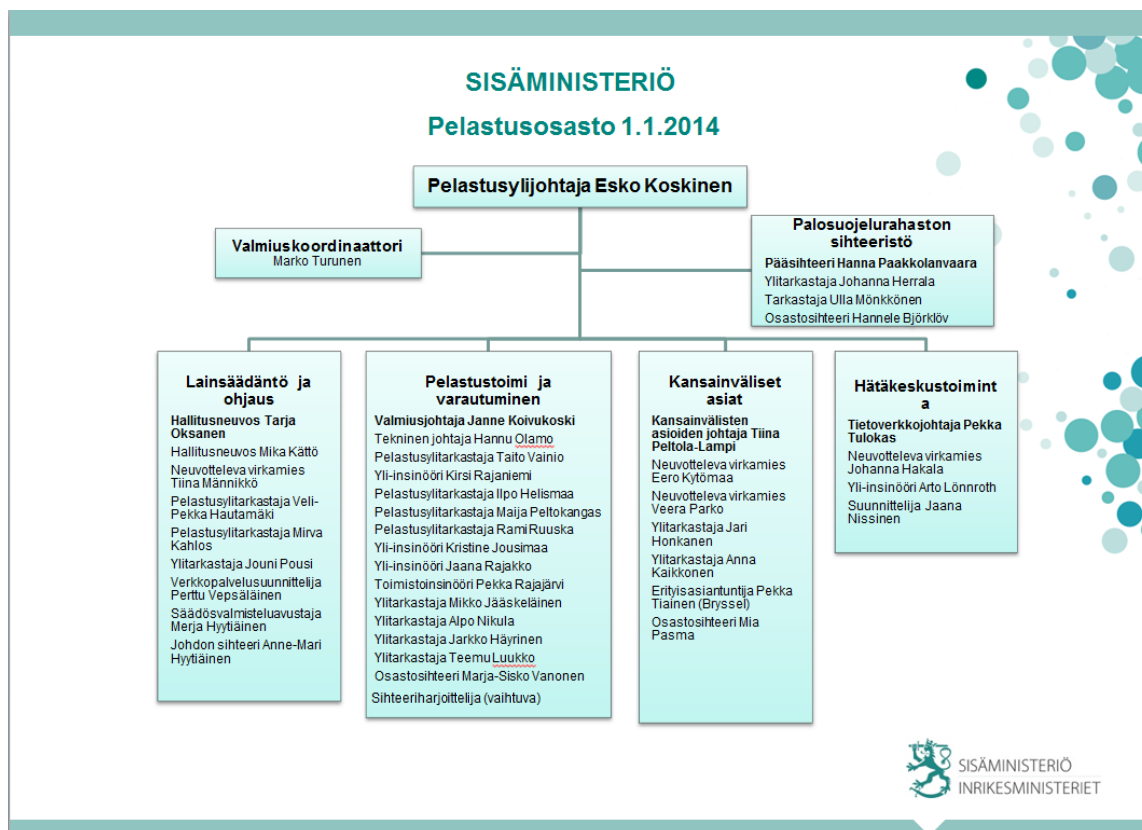 SISÄMINISTERIÖ
Pelastusosasto 1.1.2014
Pelastusylijohtaja Esko Koskinen
Valmiuskoordinaattori
Marko Turunen
Palosuojelurahaston
sihteeristö
Pääsihteeri Hanna Paakkolanvaara
Ylitarkastaja Johanna Herrala
Tarkastaja Ulla Mönkkönen
Osastosihteeri Hannele Björklöv
Lainsäädäntö ja
ohjaus
Hallitusneuvos Tarja
Oksanen
Hallitusneuvos Mika Kättö
Neuvotteleva virkamies
Tiina Männikkö
Pelastusylitarkastaja Veli-
Pekka Hautamäki
Pelastusylitarkastaja Mirva
Kahlos
Ylitarkastaja Jouni Pousi
Verkkopalvelusuunnittelija
Perttu Vepsäläinen
Säädösvalmisteluavustaja
Merja Hyytiäinen
Johdon sihteeri Anne-Mari
Hyytiäinen
Pelastustoimi ja
varautuminen
Valmiusjohtaja Janne Koivukoski
Tekninen johtaja Hannu Olamo
Pelastusylitarkastaja Taito Vainio
Yli-insinööri Kirsi Rajaniemi
Pelastusylitarkastaja Ilpo Helismaa
Pelastusylitarkastaja Maija Peltokangas
Pelastusylitarkastaja Rami Ruuska
Yli-insinööri Kristine Jousimaa
Yli-insinööri Jaana Rajakko
Toimistoinsinööri Pekka Rajajärvi
Ylitarkastaja Mikko Jääskeläinen
Ylitarkastaja Alpo Nikula
Ylitarkastaja Jarkko Häyrinen
Ylitarkastaja Teemu Luukko
Osastosihteeri Marja-Sisko Vanonen
Sihteeriharjoittelija (vaihtuva)
Kansainväliset
asiat
Kansainvälisten
asioiden johtaja Tiina
Peltola-Lampi
Neuvotteleva virkamies
Eero Kytömaa
Neuvotteleva virkamies
Veera Parko
Ylitarkastaja Jari
Honkanen
Ylitarkastaja Anna
Kaikkonen
Erityisasiantuntija Pekka
Tiainen (Bryssel)
Osastosihteeri Mia
Pasma
Hätäkeskustoimint
a
Tietoverkkojohtaja Pekka
Tulokas
Neuvotteleva virkamies
Johanna Hakala
Yli-insinööri Arto Lönnroth
Suunnittelija Jaana
Nissinen
SISÄMINISTERIÖ
INRIKESMINISTERIET